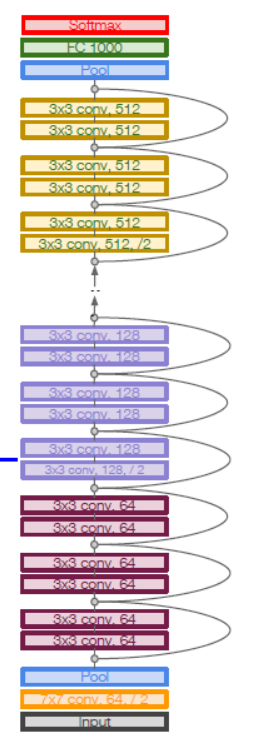 Softmax
FC 1000
Pool
3x3 conv, 512
3x3 conv, 512
3x3 conv, 512
3x3 conv, 512
3x3 conv, 512
3x3 conv, 512, /2
..
3x3 conv, 128
3x3 conv, 128
3x3 conv, 128
3x3 conv, 128
3x3 conv, 128
3x3 conv, 128, / 2
3x3 conv, 64
3x3 conv, 64
3x3 conv, 64
3x3 conv, 64
3x3 conv, 64
3x3 conv, 64
Pool
7x7 conv, 64, / 2
Input